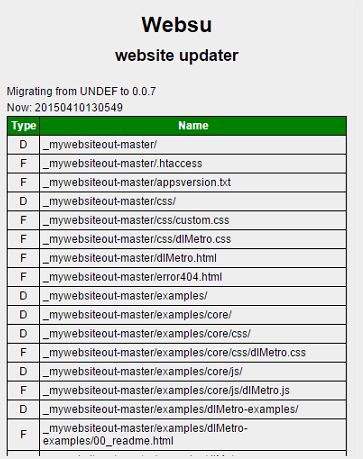 Websu
website updater
Migrating from UNDEF to 0.0.7
Now: 20150410130549
Type Name
D _mywebsiteout-master/
F _mywebsiteout-master/.htaccess
F _mywebsiteout-master/appsversion.txt
D _mywebsiteout-master/css/
F _mywebsiteout-master/css/custom.css
F _mywebsiteout-master/css/dlMetro.css
F _mywebsiteout-master/dlMetro.html
F _mywebsiteout-master/error404.html
D _mywebsiteout-master/examples/
D _mywebsiteout-master/examples/core/
D _mywebsiteout-master/examples/core/css/
F _mywebsiteout-master/examples/core/css/dlMetro.css
D _mywebsiteout-master/examples/core/js/
F _mywebsiteout-master/examples/core/js/dlMetro.js
D _mywebsiteout-master/examples/dlMetro-examples/
F _mywebsiteout-master/examples/dlMetro-
examples/00_readme.html